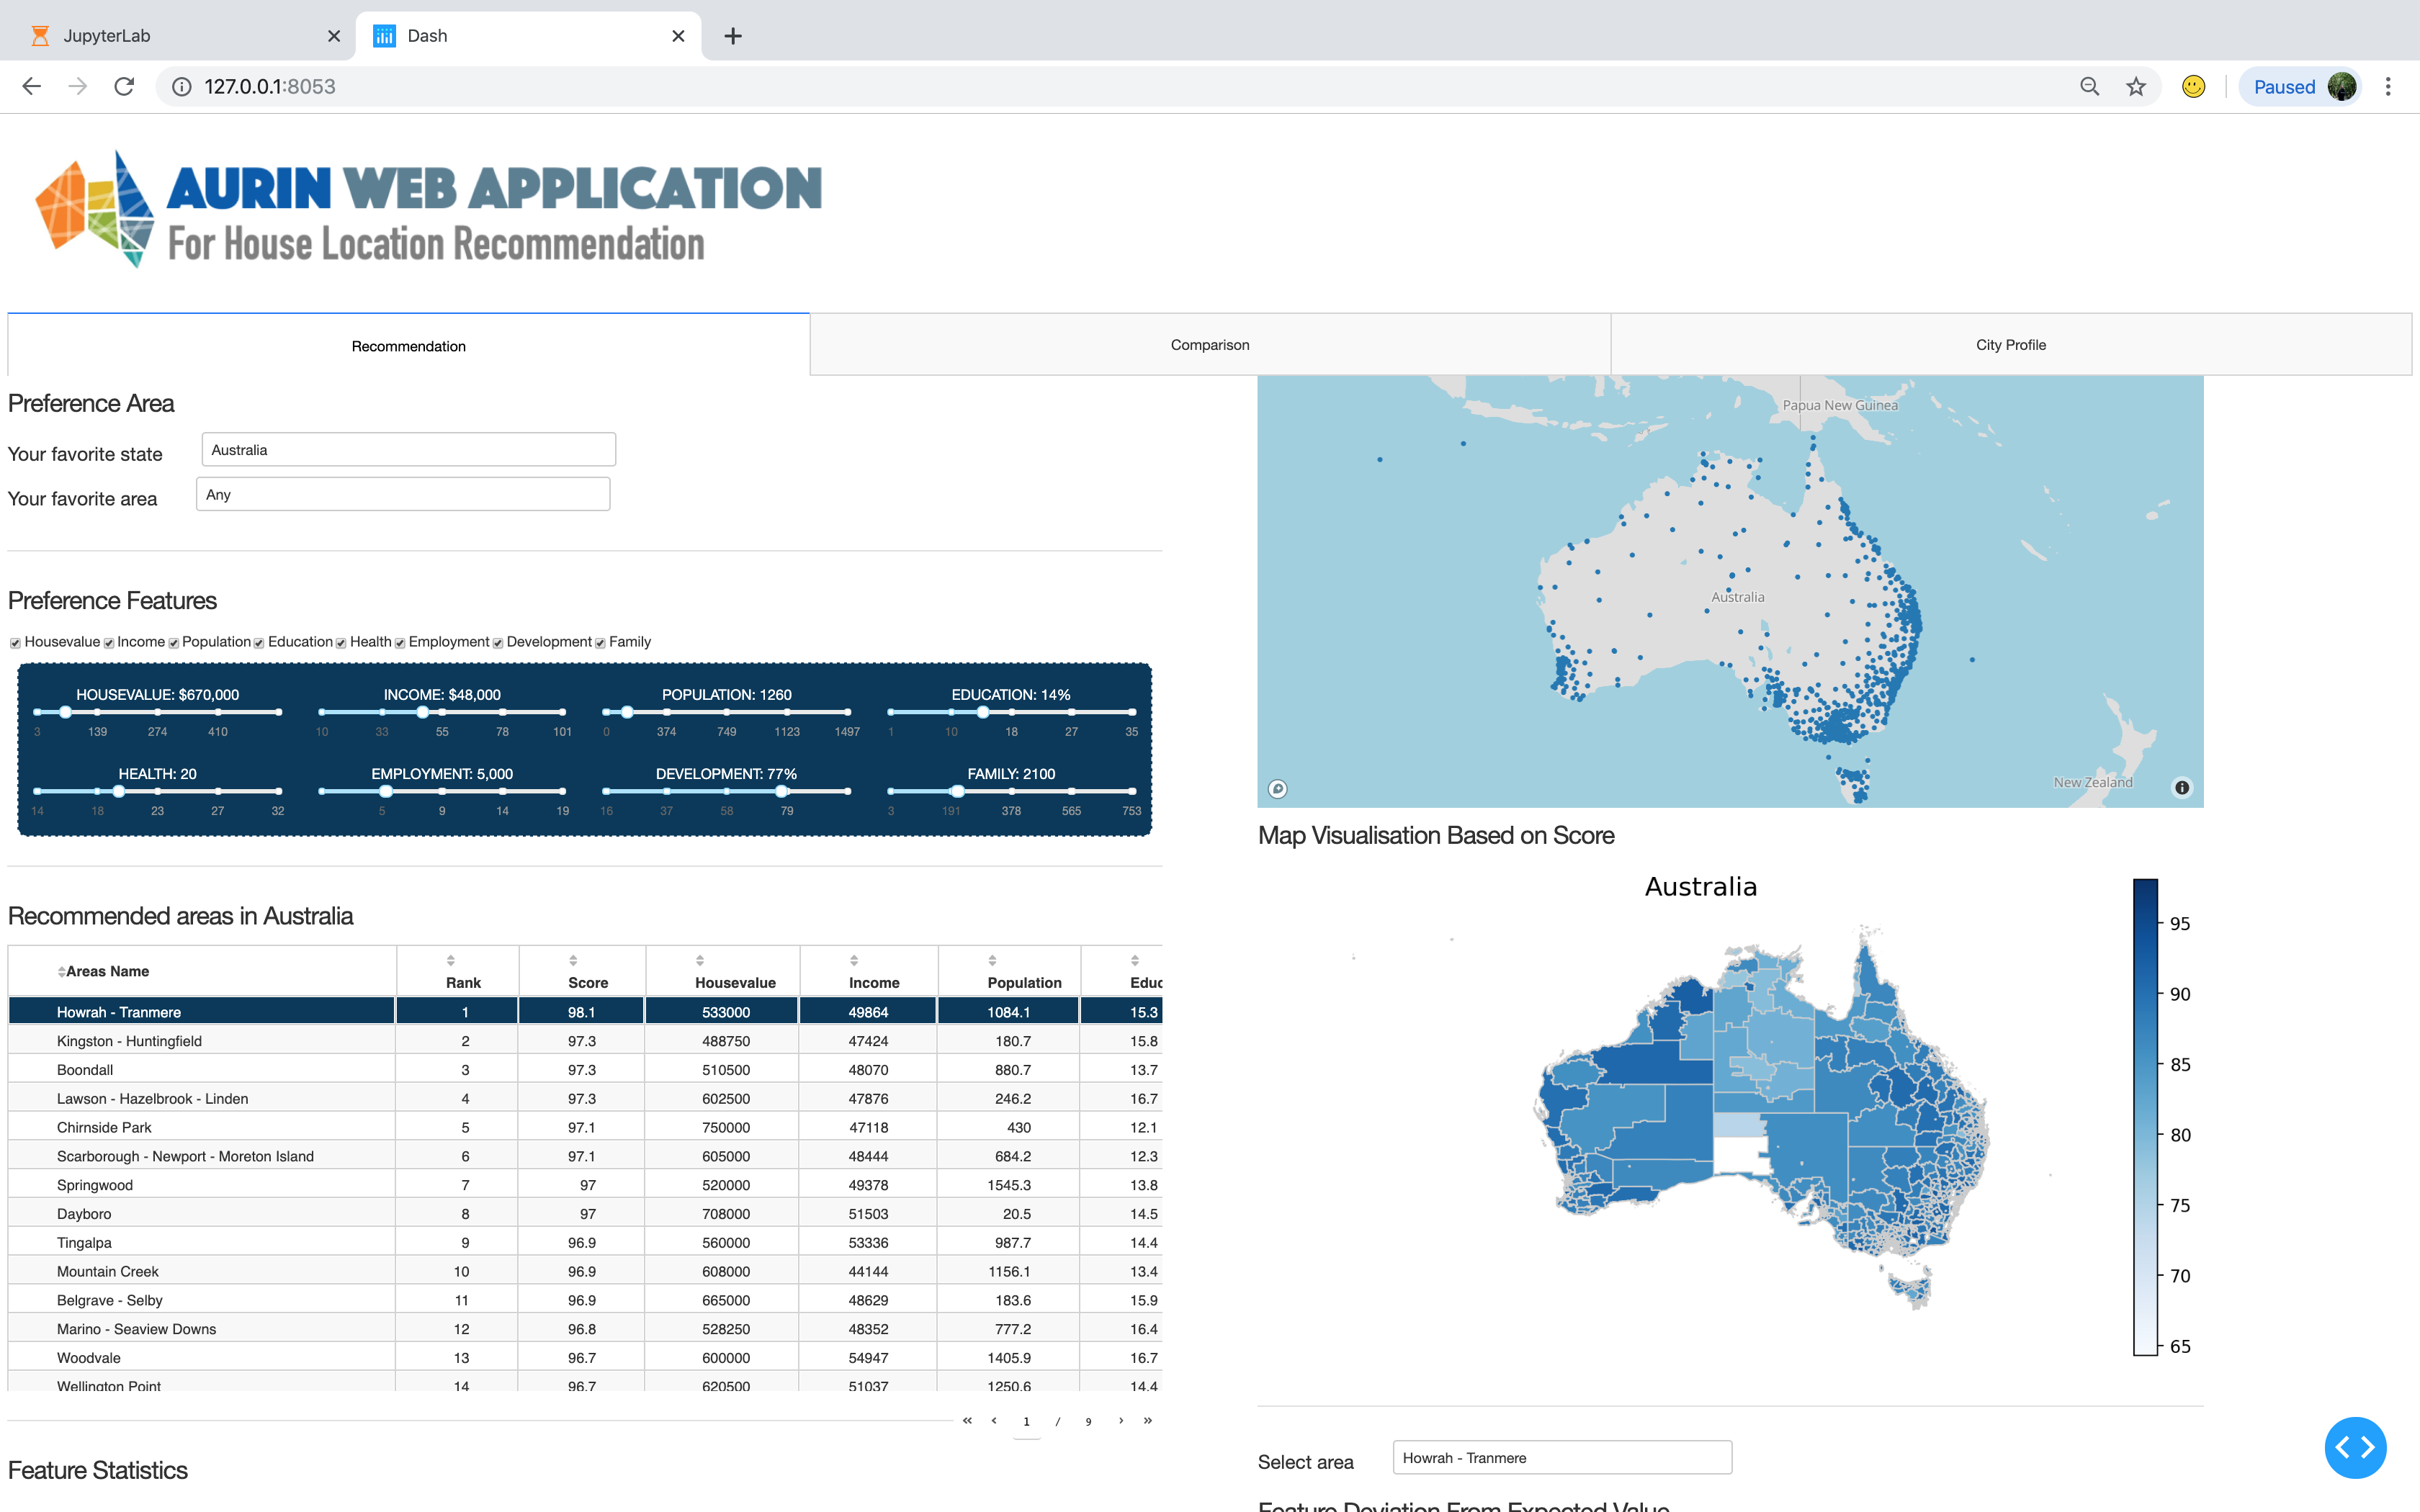 JupyterLab
Dash
127.0.0.1:8053
Paused
AURIN WEB APPLICATION
For House Location Recommendation
Recommendation
Comparison
City Profile
Preference Area
Your favorite state
Australia
Your favorite area
Any
Preference Features
Housevalue Income Population Education Health Employment Development Family
HOUSEVALUE: $670,000
3 139 274 410
INCOME: $48,000
10 33 55 78 101
POPULATION: 1260
0 374 749 1123 1497
EDUCATION: 14%
1 10 18 27 35
HEALTH: 20
14 18 23 27 32
EMPLOYMENT: 5,000
5 9 14 19
DEVELOPMENT: 77%
16 37 58 79
FAMILY: 2100
3 191 378 565 753
Recommended areas in Australia
Areas Name Rank Score Housevalue Income Population Educ
Howrah - Tranmere 1 98.1 533000 49864 1084.1 15.3
Kingston - Huntingfield 2 97.3 488750 47424 180.7 15.8
Boondall 3 97.3 510500 48070 880.7 13.7
Lawson - Hazelbrook - Linden 4 97.3 602500 47876 246.2 16.7
Chirnside Park 5 97.1 750000 47118 430 12.1
Scarborough - Newport - Moreton Island 6 97.1 605000 48444 684.2 12.3
Springwood 7 97 520000 49378 1545.3 13.8
Dayboro 8 97 708000 51503 20.5 14.5
Tingalpa 9 96.9 560000 53336 987.7 14.4
Mountain Creek 10 96.9 608000 44144 1156.1 13.4
Belgrave - Selby 11 96.9 665000 48629 183.6 15.9
Marino - Seaview Downs 12 96.8 528250 48352 777.2 16.4
Woodvale 13 96.7 600000 54947 1405.9 16.7
Wellington Point 14 96.7 620500 51037 1250.6 14.4
« ‹ 1 / 9 › »
Feature Statistics
Papua New Guinea
Australia
New Zealand
Map Visualisation Based on Score
Australia
95
90
85
80
75
70
65
Select area
Howrah - Tranmere
Feature Deviation From Expected Value